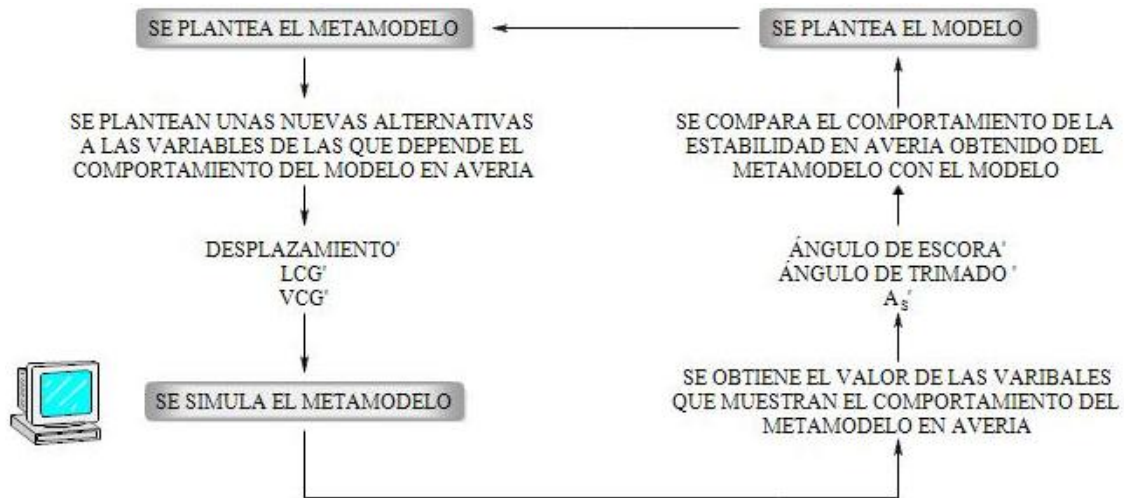 SE PLANTEA EL METAMODELO
SE PLANTEA EL MODELO
SE PLANTEAN UNAS NUEVAS ALTERNATIVAS
A LAS VARIABLES DE LAS QUE DEPENDE EL
COMPORTAMIENTO DEL MODELO EN AVERIA
SE COMPARA EL COMPORTAMIENTO DE LA
ESTABILIDAD EN AVERIA OBTENIDO DEL
METAMODELO CON EL MODELO
DESPLAZAMIENTO'
LCG'
VCG'
ÁNGULO DE ESCORA'
ÁNGULO DE TRIMADO '
As'
SE SIMULA EL METAMODELO
SE OBTIENE EL VALOR DE LAS VARIBALES
QUE MUESTRAN EL COMPORTAMIENTO DEL
METAMODELO EN AVERIA